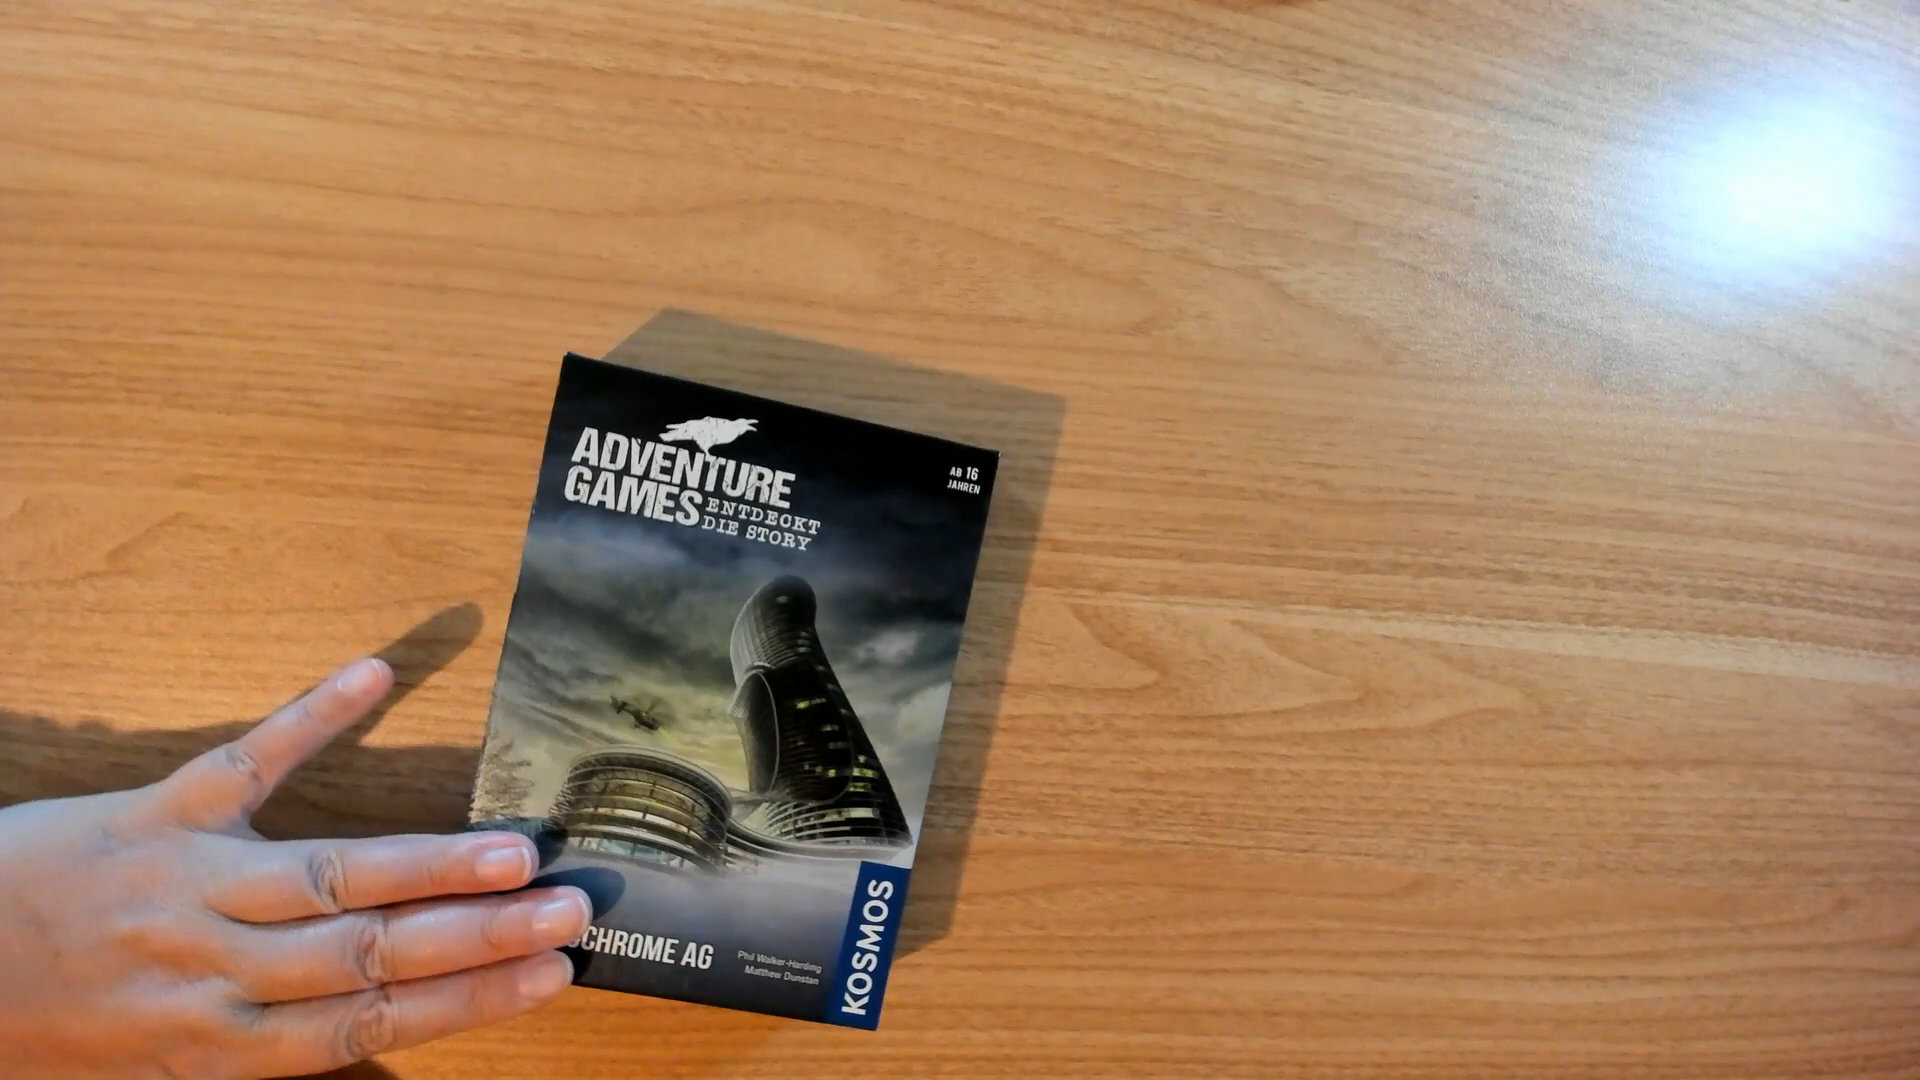 ADVENTURE
GAMES
ENTDECKT
DIE STORY
AB 16
JAHREN
CHROME AG
Phil Walker-Harding
Matthew Dunstan
KOSMOS